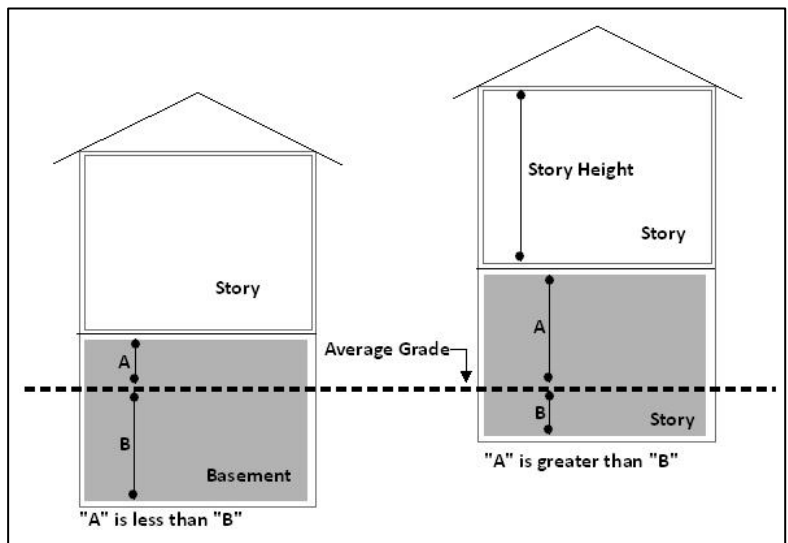 Story Height
Story
Story
A
Average Grade
A
B
B
Story
Basement
"A" is greater than "B"
"A" is less than "B"